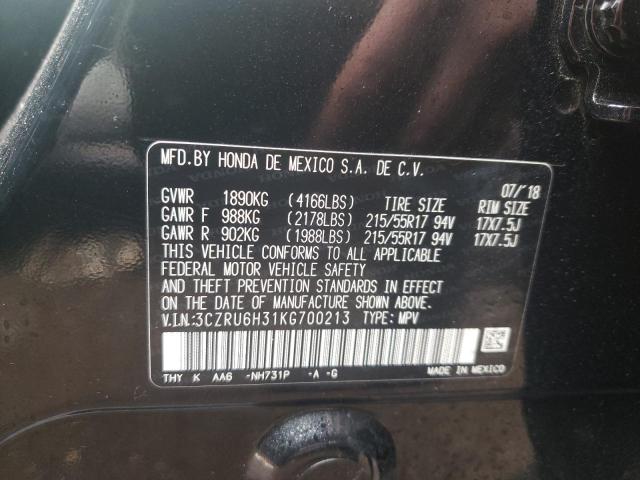 MFD. BY HONDA DE MEXICO S.A. DE C.V.
07/'18
GVWR 1890KG (4166LBS) TIRE SIZE RIM SIZE
GAWR F 988KG (2178LBS) 215/55R17 94V 17X7.5J
GAWR R 902KG (1988LBS) 215/55R17 94V 17X7.5J
THIS VEHICLE CONFORMS TO ALL APPLICABLE
FEDERAL MOTOR VEHICLE SAFETY
AND THEFT PREVENTION STANDARDS IN EFFECT
ON THE DATE OF MANUFACTURE SHOWN ABOVE.
V.I.N.:3CZRU6H31KG700213 TYPE: MPV
THY K AA6 -NH731P -A -G
MADE IN MEXICO